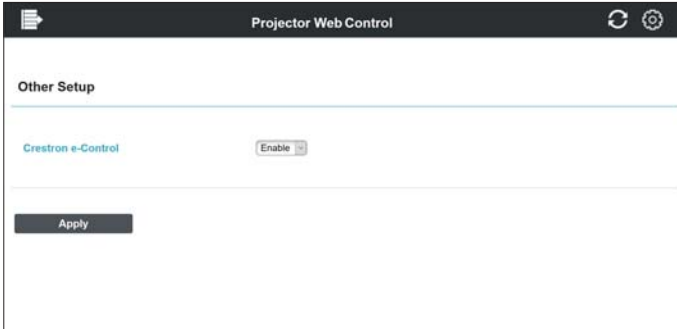 Projector Web Control
Other Setup
Crestron e-Control
Enable
Apply